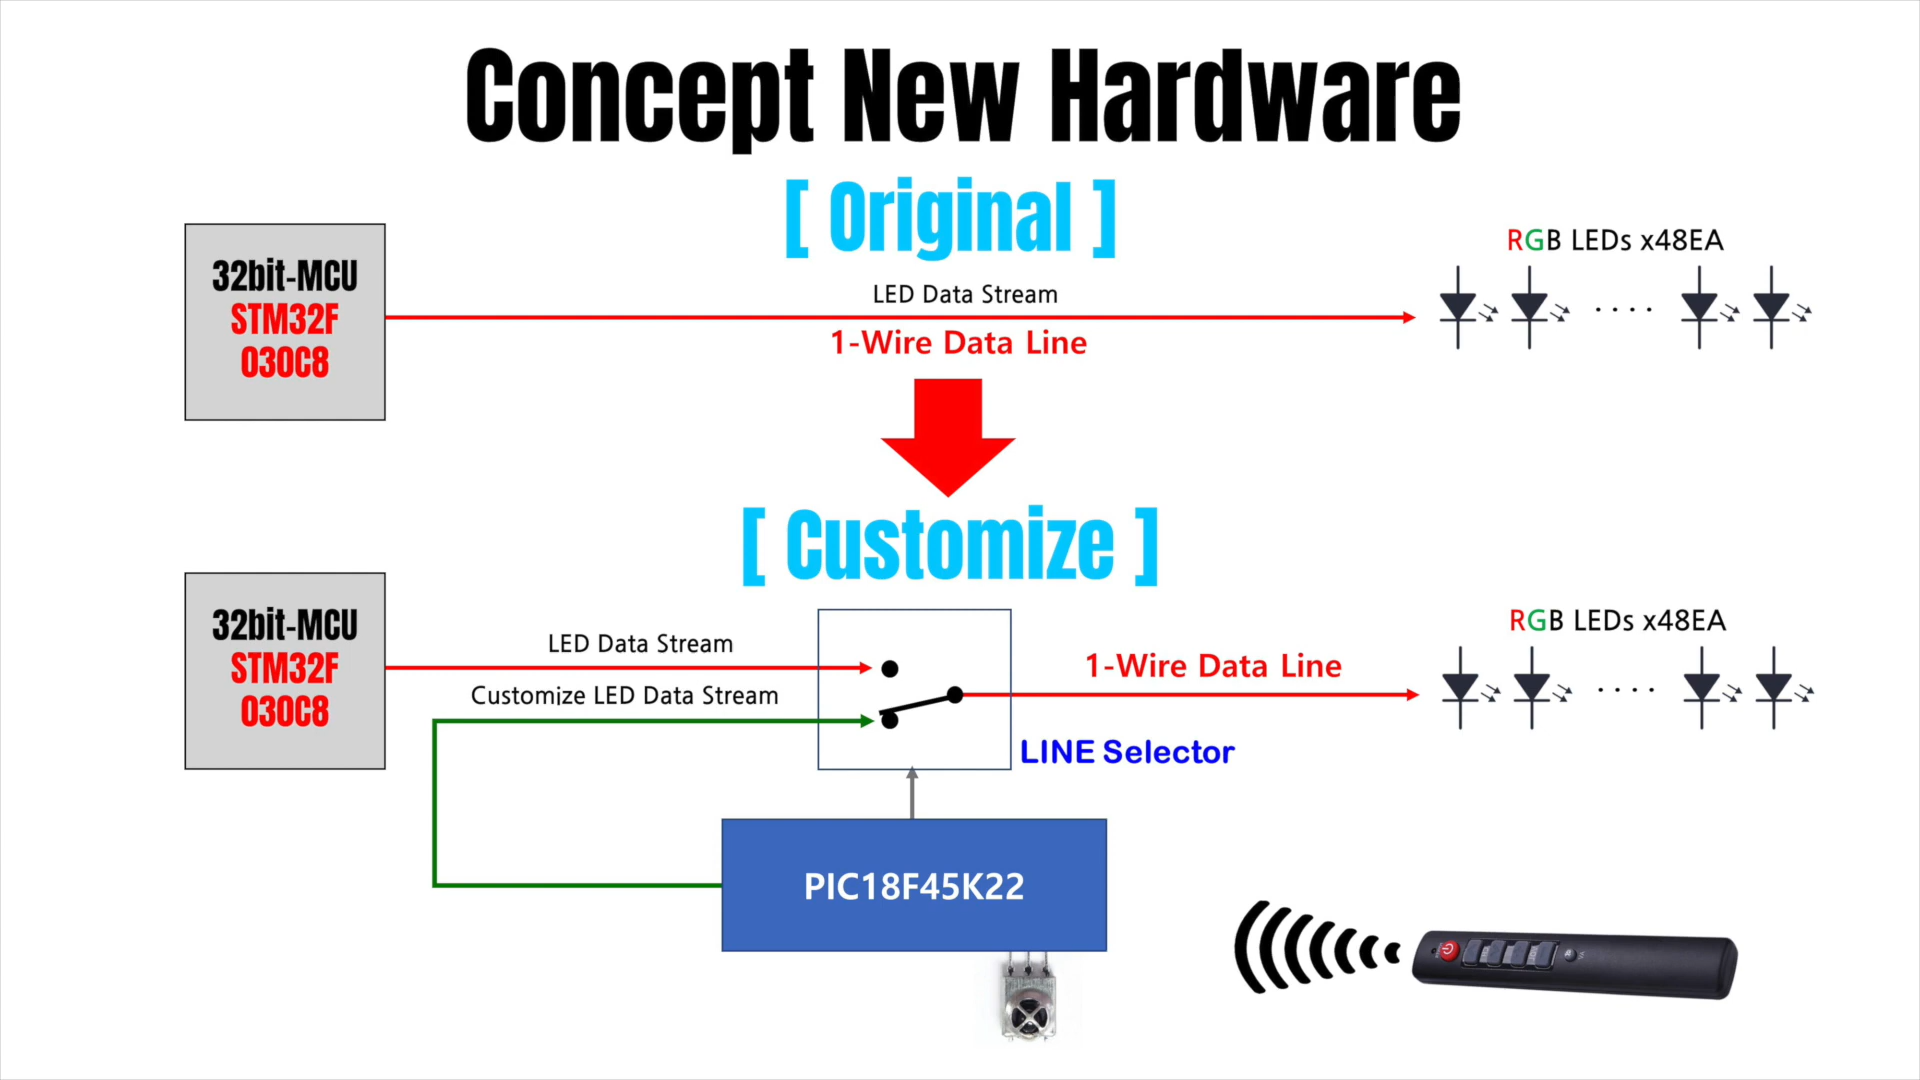 Concept New Hardware
[ Original ]
32bit-MCU
STM32F
030C8
LED Data Stream
1-Wire Data Line
RGB LEDs x48EA
[ Customize ]
32bit-MCU
STM32F
030C8
LED Data Stream
Customize LED Data Stream
1-Wire Data Line
RGB LEDs x48EA
LINE Selector
PIC18F45K22